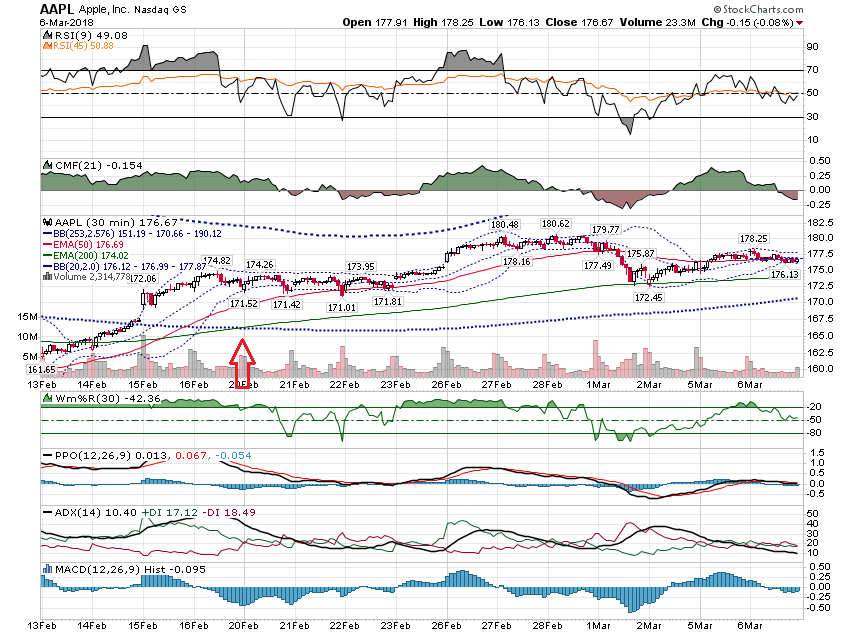 AAPL Apple, Inc. Nasdaq GS
© StockCharts.com
6-Mar-2018
Open 177.91 High 178.25 Low 176.13 Close 176.67 Volume 23.3M Chg -0.15 (-0.08%)
RSI(9) 49.08
RSI(45) 50.88
90
70
50
30
10
CMF(21) -0.154
0.50
0.25
0.00
-0.25
AAPL (30 min) 176.67
BB(253,2.576) 151.19 - 170.66 - 190.12
EMA(50) 176.69
EMA(200) 174.02
BB(20,2.0) 176.12 - 176.99 - 177.87
Volume 2,314,778
182.5
180.0
177.5
175.0
172.5
170.0
167.5
165.0
162.5
160.0
15M
10M
5M
161.65
172.06
174.82
171.52
174.26
171.42
171.01
173.95
171.81
180.48
178.16
180.62
177.49
179.77
175.87
172.45
178.25
176.13
13Feb 14Feb 15Feb 16Feb 20Feb 21Feb 22Feb 23Feb 26Feb 27Feb 28Feb 1Mar 2Mar 5Mar 6Mar
Wm%R(30) -42.36
-20
-50
-80
PPO(12,26,9) 0.013, 0.067, -0.054
1.5
1.0
0.5
0.0
-0.5
ADX(14) 10.40 +DI 17.12 -DI 18.49
50
40
30
20
10
MACD(12,26,9) Hist -0.095
0.50
0.25
0.00
-0.25
-0.50
13Feb 14Feb 15Feb 16Feb 20Feb 21Feb 22Feb 23Feb 26Feb 27Feb 28Feb 1Mar 2Mar 5Mar 6Mar